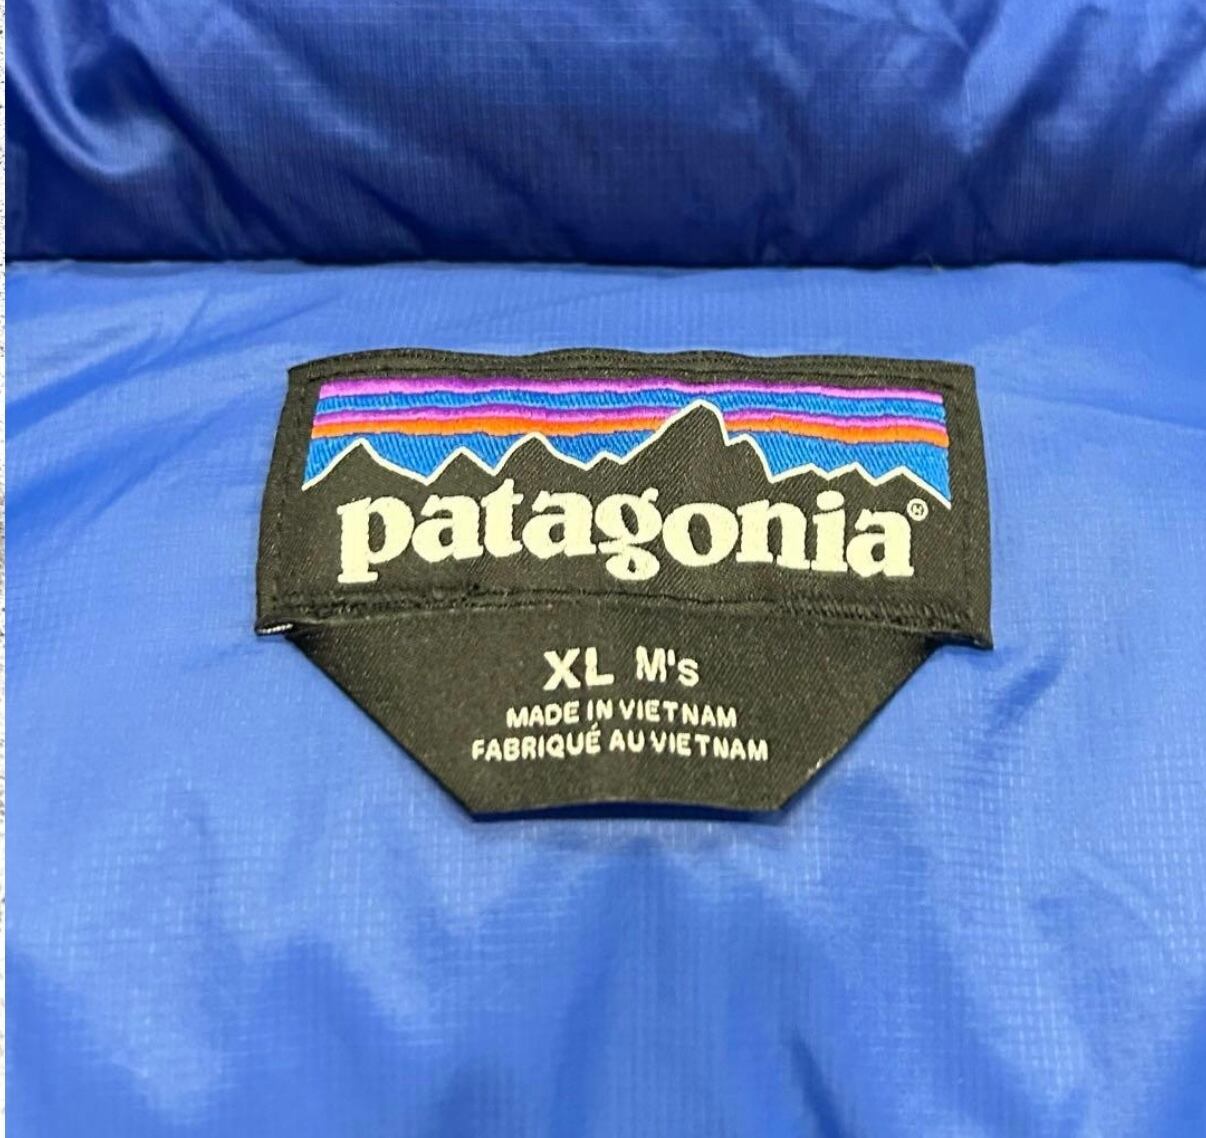 patagonia®
XL M's
MADE IN VIETNAM
FABRIQUÉ AU VIETNAM